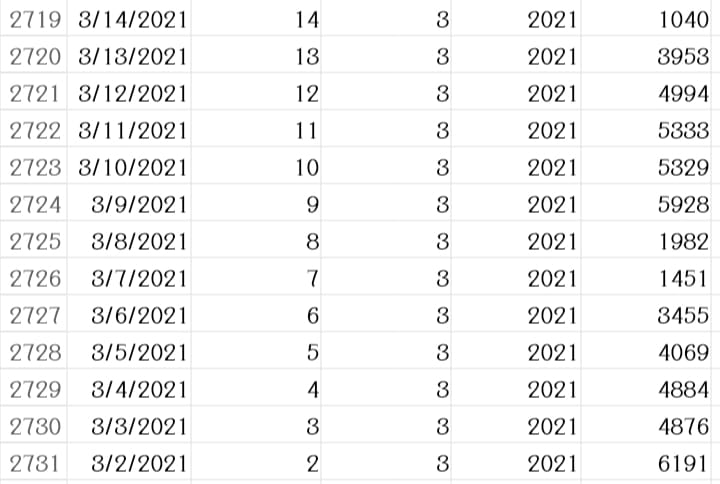 2719 3/14/2021 14 3 2021 1040
2720 3/13/2021 13 3 2021 3953
2721 3/12/2021 12 3 2021 4994
2722 3/11/2021 11 3 2021 5333
2723 3/10/2021 10 3 2021 5329
2724 3/9/2021 9 3 2021 5928
2725 3/8/2021 8 3 2021 1982
2726 3/7/2021 7 3 2021 1451
2727 3/6/2021 6 3 2021 3455
2728 3/5/2021 5 3 2021 4069
2729 3/4/2021 4 3 2021 4884
2730 3/3/2021 3 3 2021 4876
2731 3/2/2021 2 3 2021 6191